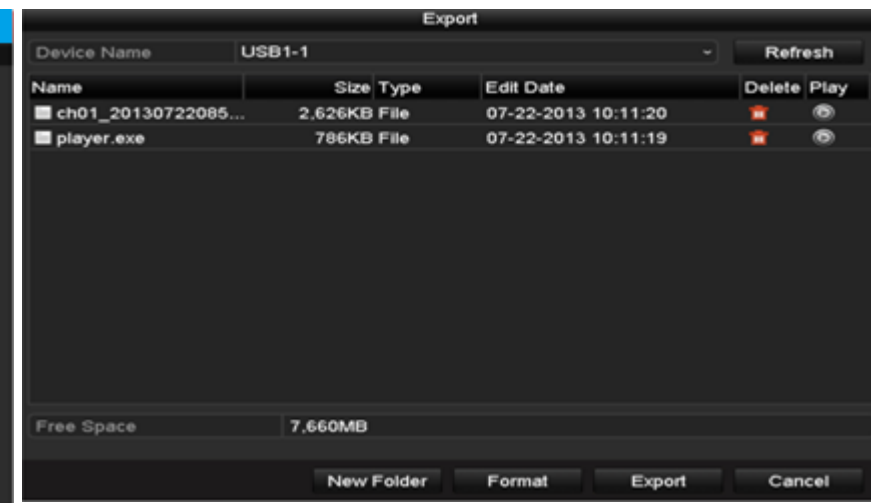 Export
Device Name USB1-1 Refresh
Name Size Type Edit Date Delete Play
ch01_20130722085... 2,626KB File 07-22-2013 10:11:20
player.exe 786KB File 07-22-2013 10:11:19
Free Space 7,660MB
New Folder Format Export Cancel